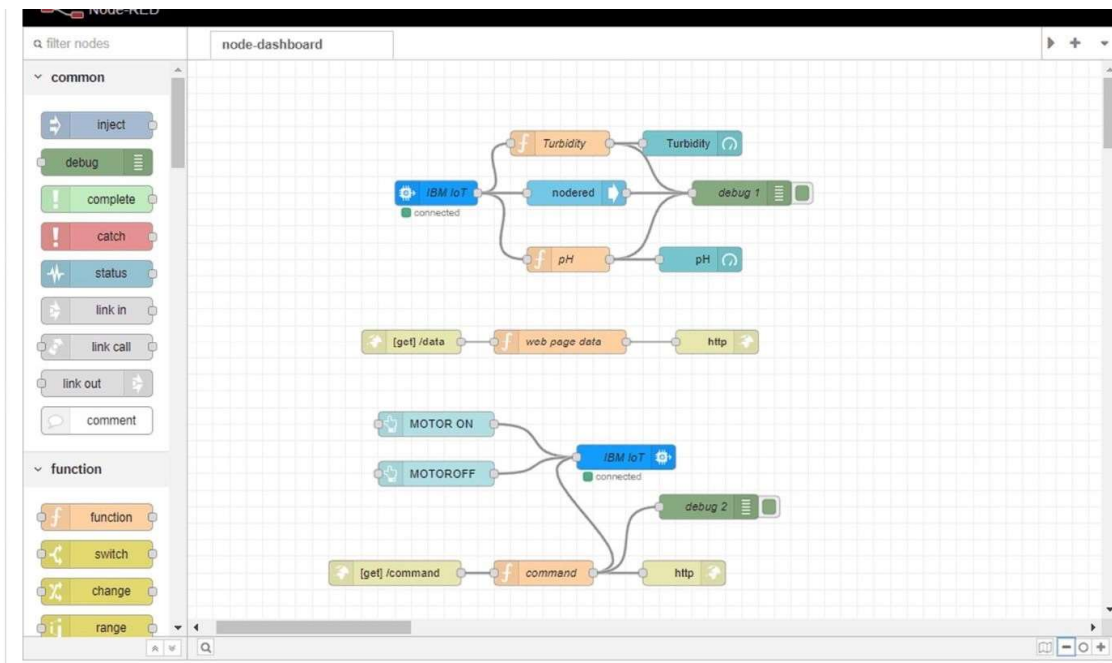 Node-RED
filter nodes
node-dashboard
common
inject
debug
complete
catch
status
link in
link call
link out
comment
function
function
switch
change
range
Turbidity
Turbidity
IBM IoT
connected
nodered
debug 1
pH
pH
[get] /data
web page data
http
MOTOR ON
MOTOROFF
IBM IoT
connected
debug 2
[get] /command
command
http